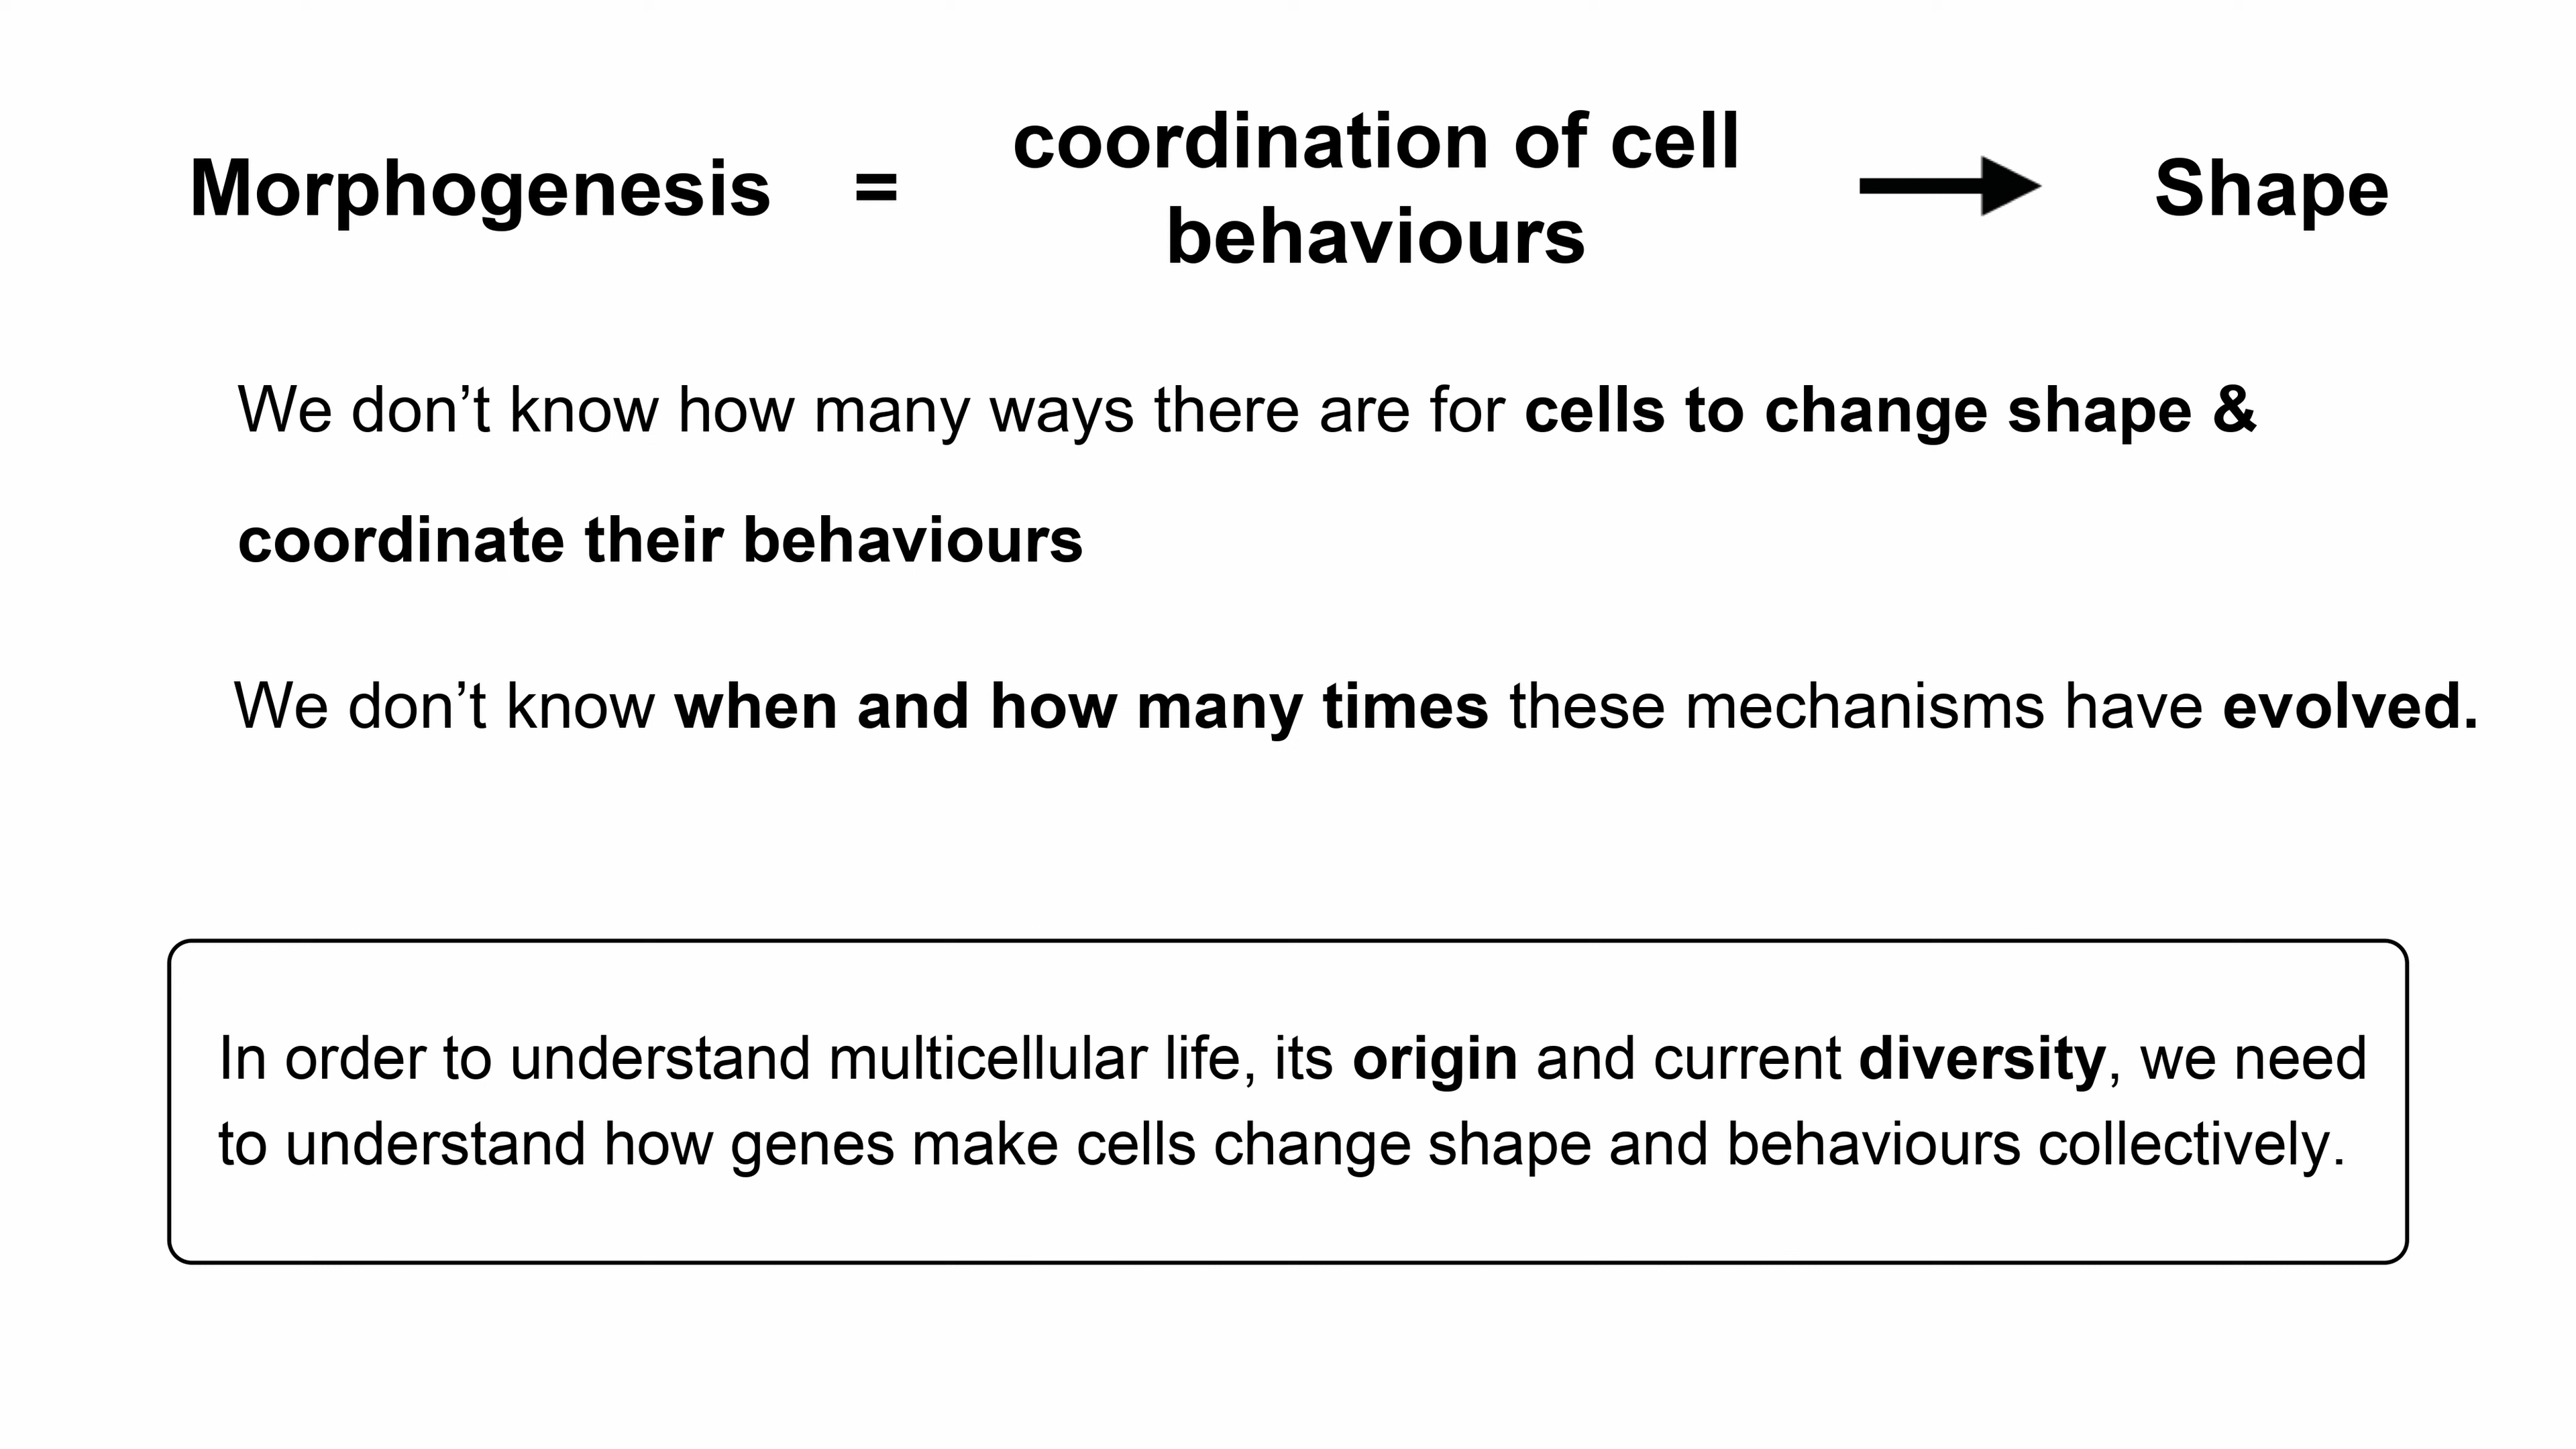 Morphogenesis = coordination of cell behaviours → Shape
We don’t know how many ways there are for cells to change shape &
coordinate their behaviours
We don’t know when and how many times these mechanisms have evolved.
In order to understand multicellular life, its origin and current diversity, we need
to understand how genes make cells change shape and behaviours collectively.